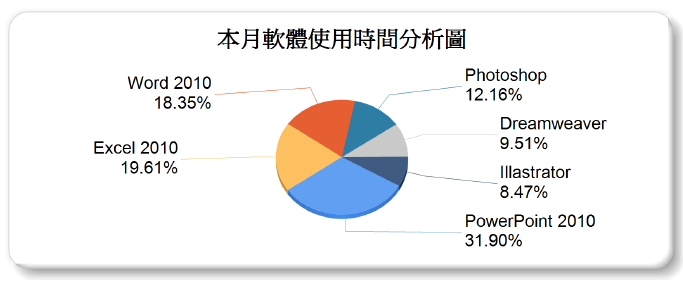 本月軟體使用時間分析圖
Word 2010
18.35%
Photoshop
12.16%
Excel 2010
19.61%
Dreamweaver
9.51%
Illastrator
8.47%
PowerPoint 2010
31.90%